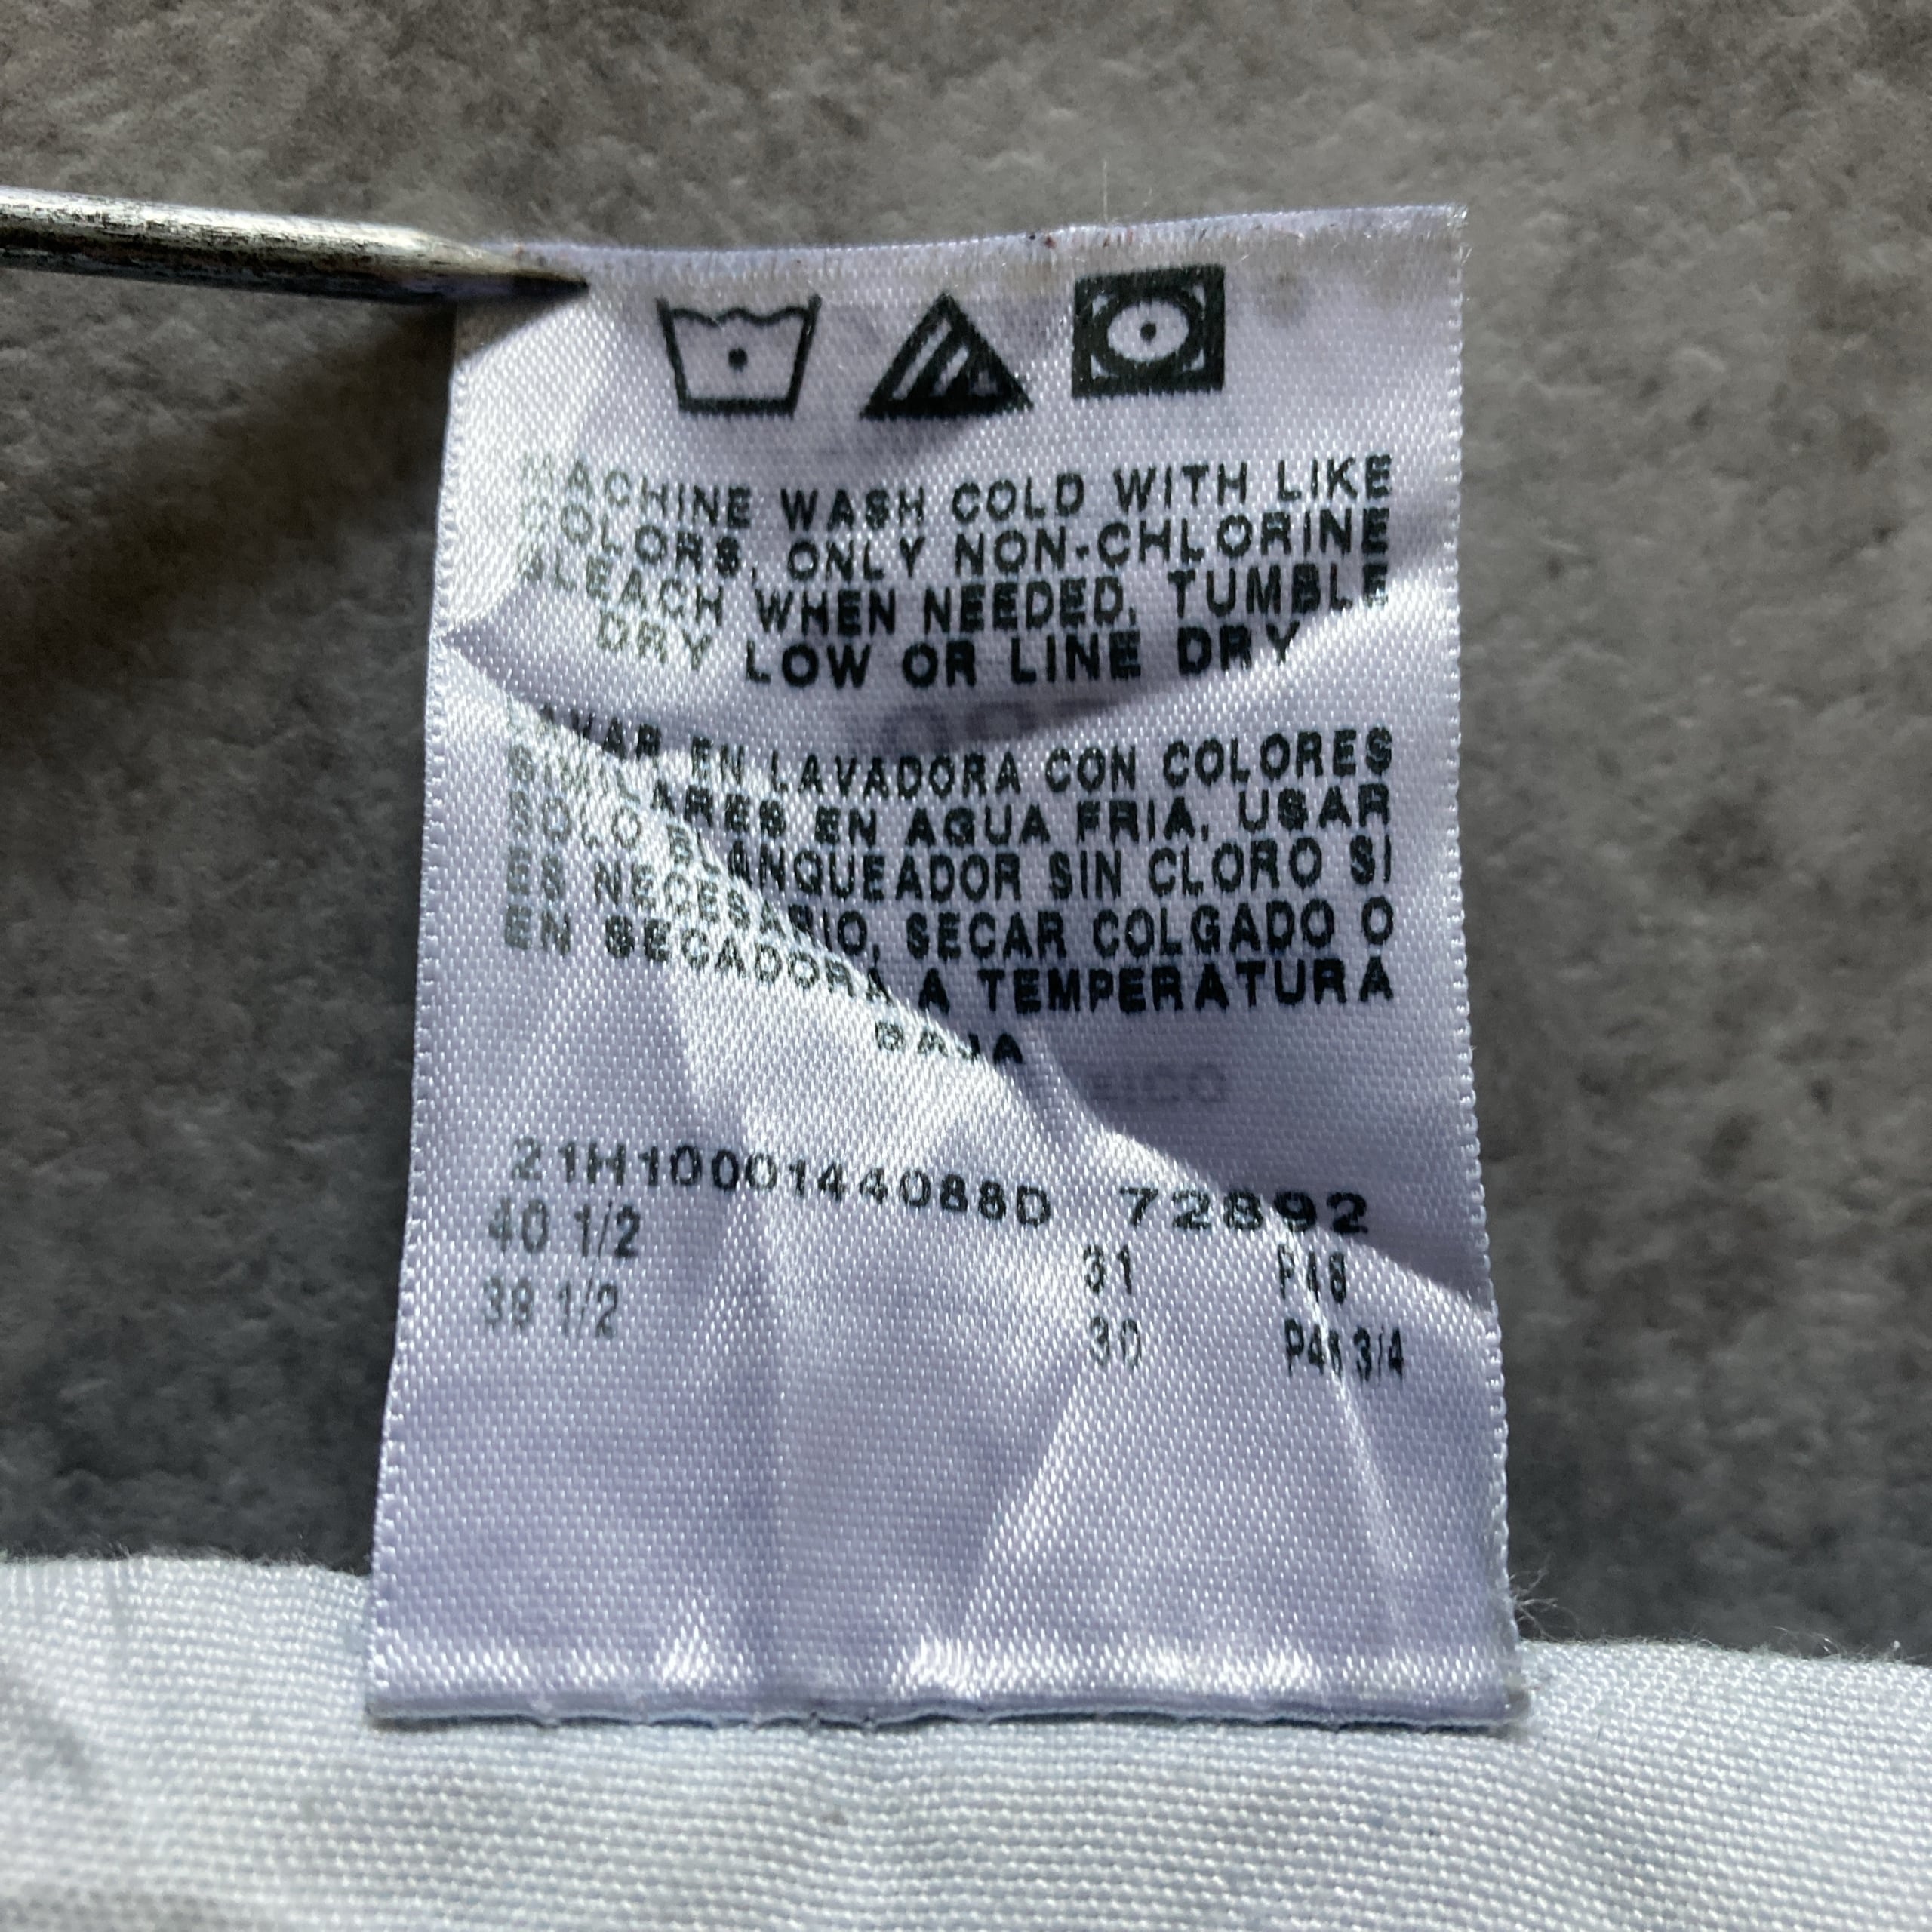 MACHINE WASH COLD WITH LIKE
COLORS, ONLY NON-CHLORINE
BLEACH WHEN NEEDED, TUMBLE
DRY LOW OR LINE DRY
LAVAR EN LAVADORA CON COLORES
SIMILARES EN AGUA FRIA, USAR
SOLO BLANQUEADOR SIN CLORO SI
ES NECESARIO, SECAR COLGADO O
EN SECADORA A TEMPERATURA
BAJA
72892
40 1/2 31 P48
39 1/2 30